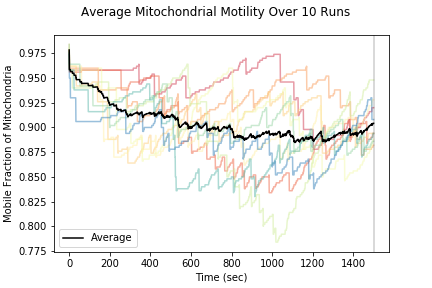 Average Mitochondrial Motility Over 10 Runs
Mobile Fraction of Mitochondria
0.975
0.950
0.925
0.900
0.875
0.850
0.825
0.800
0.775
Average
0 200 400 600 800 1000 1200 1400
Time (sec)